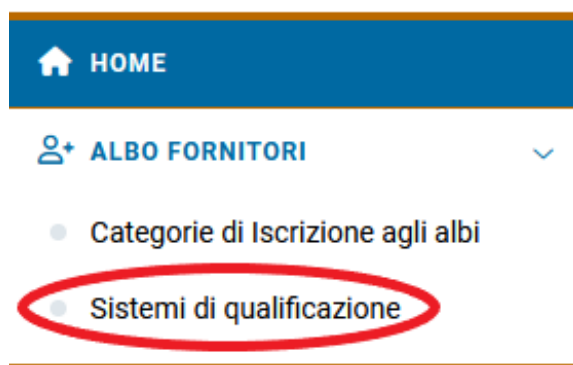 HOME
ALBO FORNITORI
Categorie di Iscrizione agli albi
Sistemi di qualificazione